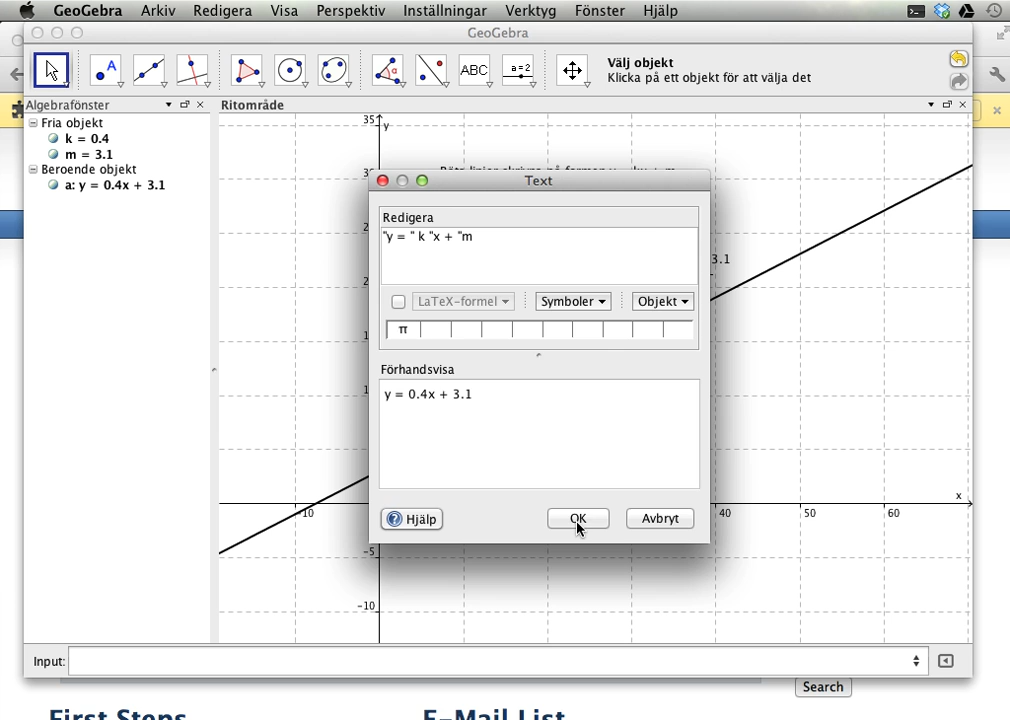 GeoGebra Arkiv Redigera Visa Perspektiv Inställningar Verktyg Fönster Hjälp
GeoGebra
A ABC a=2
Välj objekt
Klicka på ett objekt för att välja det
Algebrafönster
Ritområde
Fria objekt
k = 0.4
m = 3.1
Beroende objekt
a: y = 0.4x + 3.1
35
y
3.1
-10
40
50
60
x
-5
-10
Text
Redigera
"y = " k "x + "m
LaTeX-formel
Symboler
Objekt
π
Förhandsvisa
y = 0.4x + 3.1
Hjälp
OK
Avbryt
Input:
Search
First Steps
E-Mail List